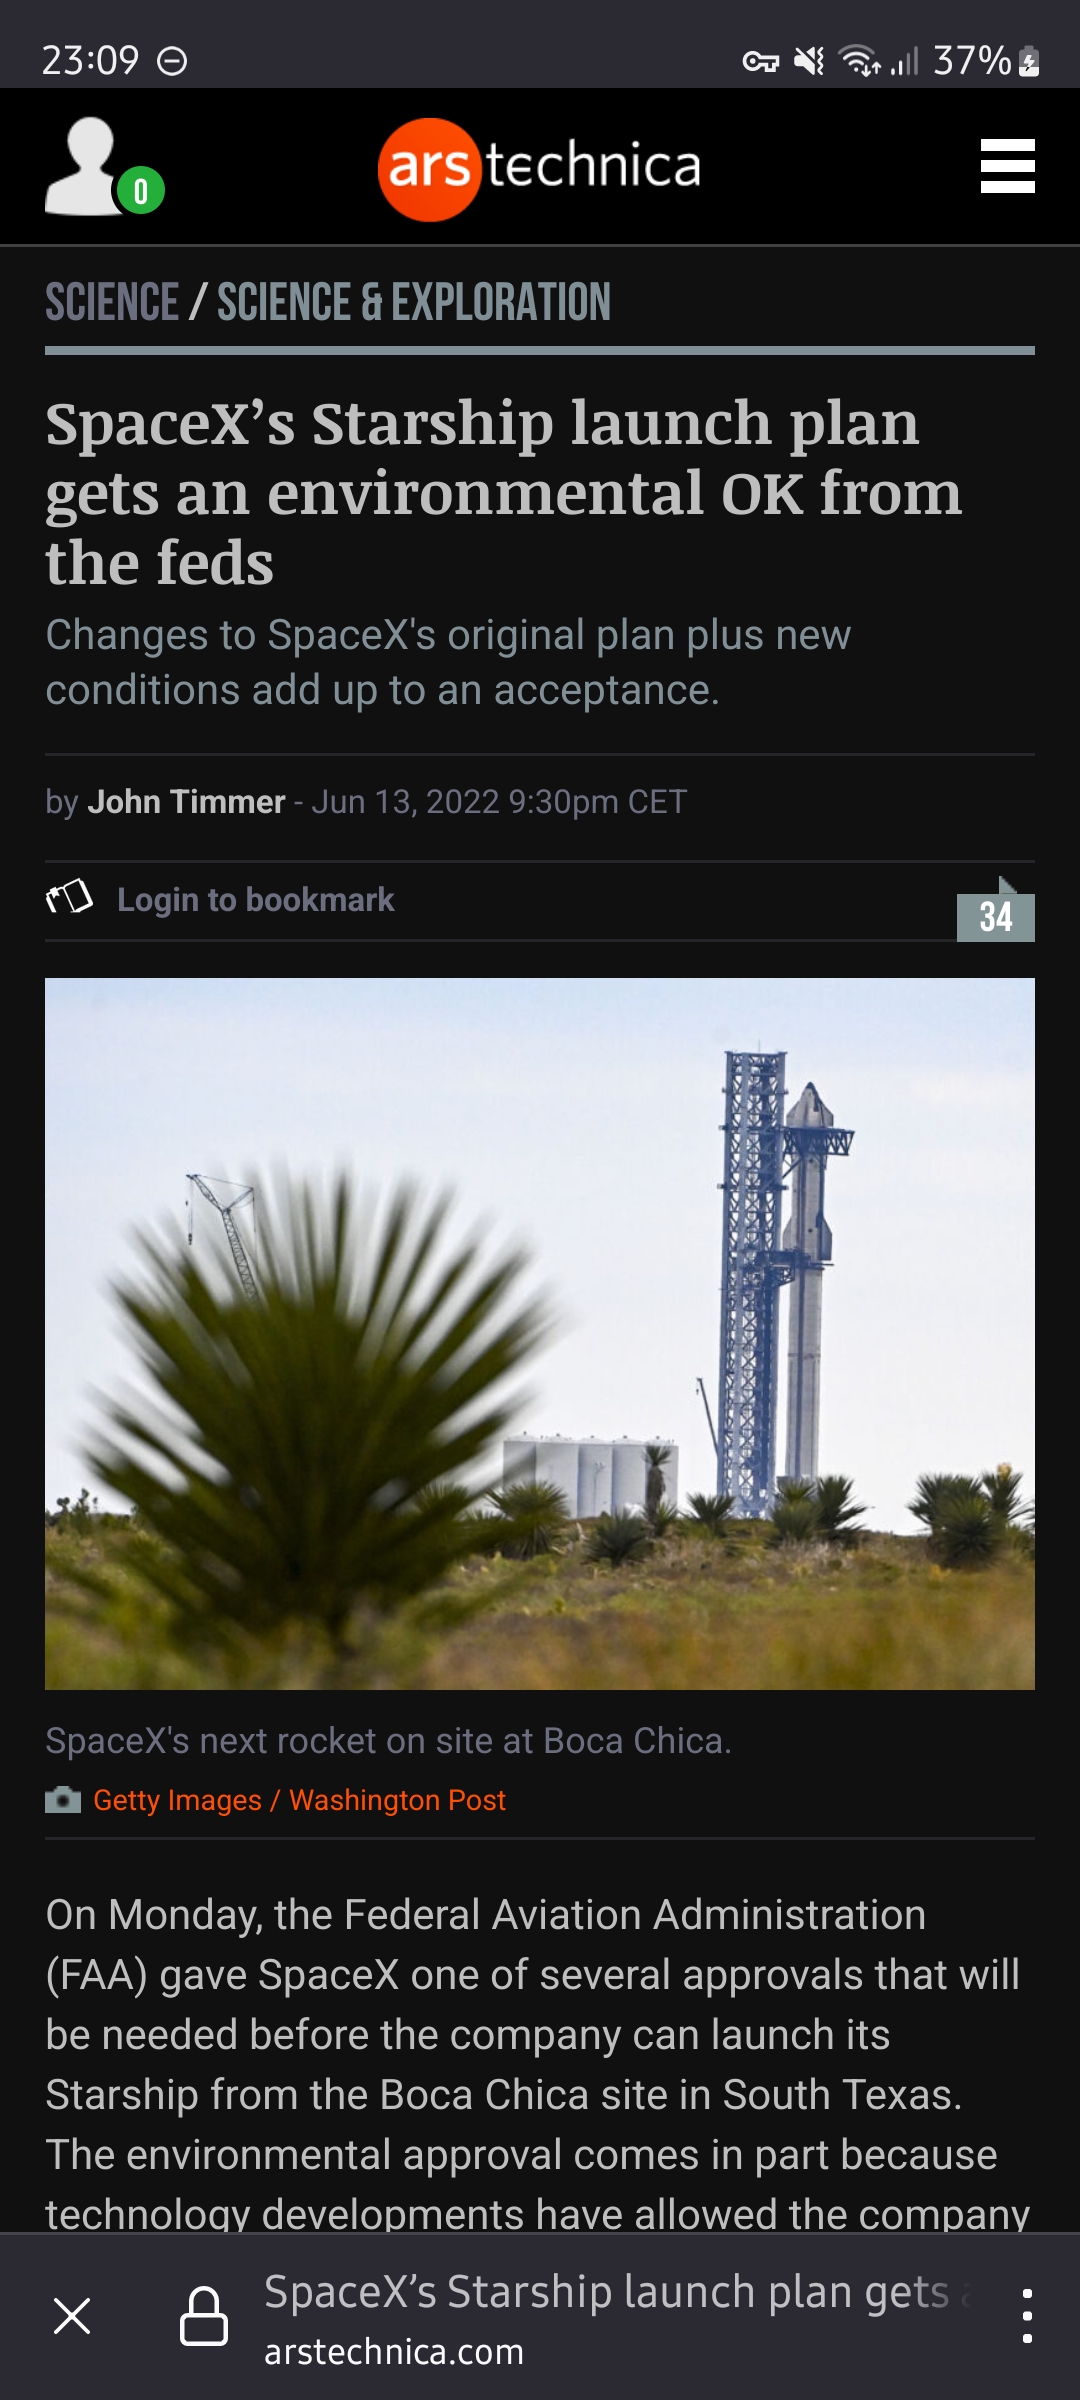 23:09 37%
0
ars technica
SCIENCE / SCIENCE & EXPLORATION
SpaceX’s Starship launch plan
gets an environmental OK from
the feds
Changes to SpaceX's original plan plus new
conditions add up to an acceptance.
by John Timmer - Jun 13, 2022 9:30pm CET
Login to bookmark
34
SpaceX's next rocket on site at Boca Chica.
Getty Images / Washington Post
On Monday, the Federal Aviation Administration
(FAA) gave SpaceX one of several approvals that will
be needed before the company can launch its
Starship from the Boca Chica site in South Texas.
The environmental approval comes in part because
technology developments have allowed the company
SpaceX’s Starship launch plan gets
arstechnica.com